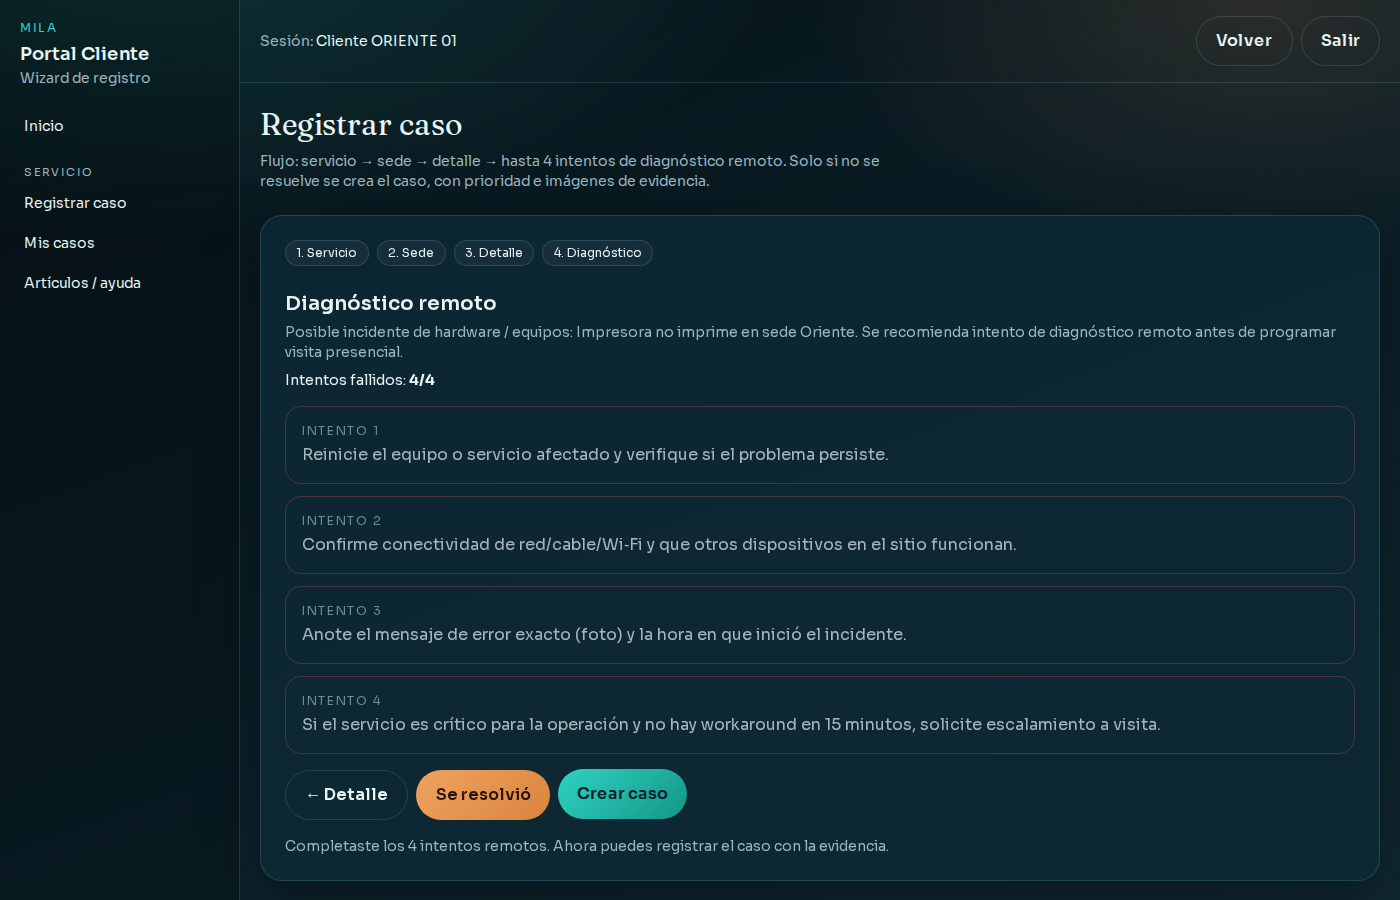 MILA
Portal Cliente
Wizard de registro
Inicio
SERVICIO
Registrar caso
Mis casos
Artículos / ayuda
Sesión: Cliente ORIENTE 01
Volver
Salir
Registrar caso
Flujo: servicio → sede → detalle → hasta 4 intentos de diagnóstico remoto. Solo si no se
resuelve se crea el caso, con prioridad e imágenes de evidencia.
1. Servicio
2. Sede
3. Detalle
4. Diagnóstico
Diagnóstico remoto
Posible incidente de hardware / equipos: Impresora no imprime en sede Oriente. Se recomienda intento de diagnóstico remoto antes de programar
visita presencial.
Intentos fallidos: 4/4
INTENTO 1
Reinicie el equipo o servicio afectado y verifique si el problema persiste.
INTENTO 2
Confirme conectividad de red/cable/Wi-Fi y que otros dispositivos en el sitio funcionan.
INTENTO 3
Anote el mensaje de error exacto (foto) y la hora en que inició el incidente.
INTENTO 4
Si el servicio es crítico para la operación y no hay workaround en 15 minutos, solicite escalamiento a visita.
← Detalle
Se resolvió
Crear caso
Completaste los 4 intentos remotos. Ahora puedes registrar el caso con la evidencia.